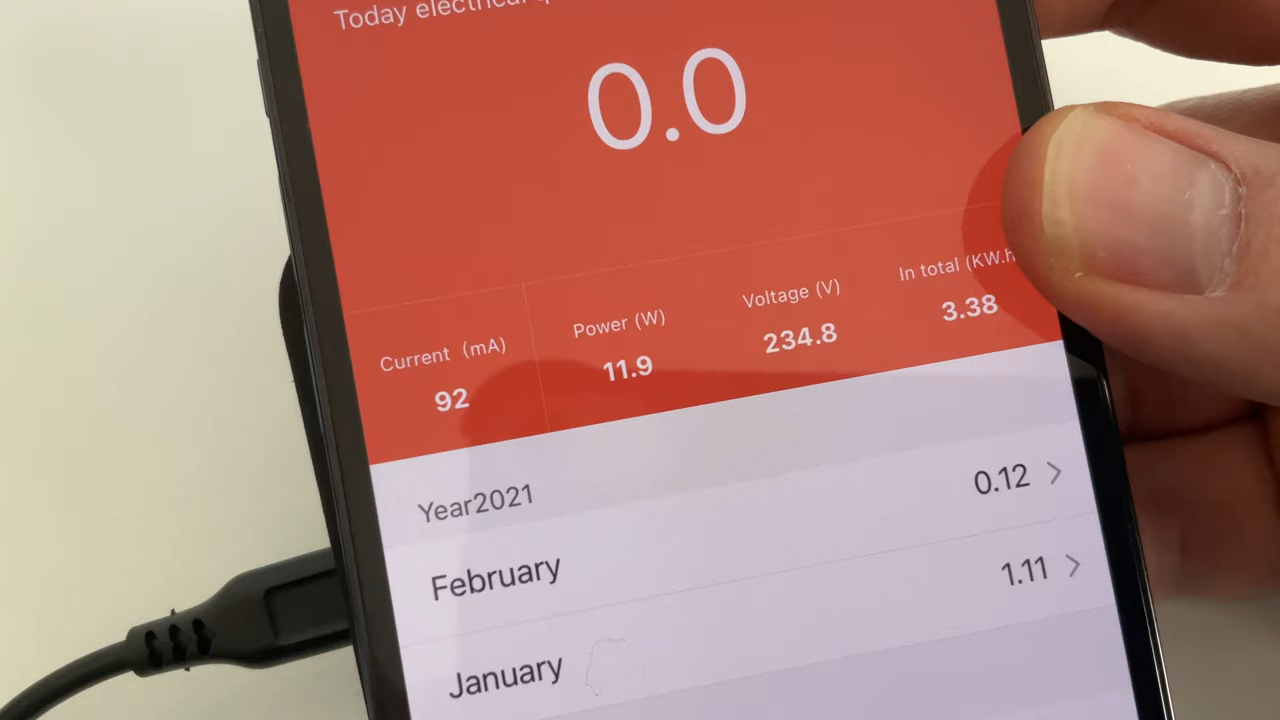 Today electrical
0.0
Current (mA) Power (W) Voltage (V) In total (KW.h
92 11.9 234.8 3.38
Year2021
February 0.12
January 1.11